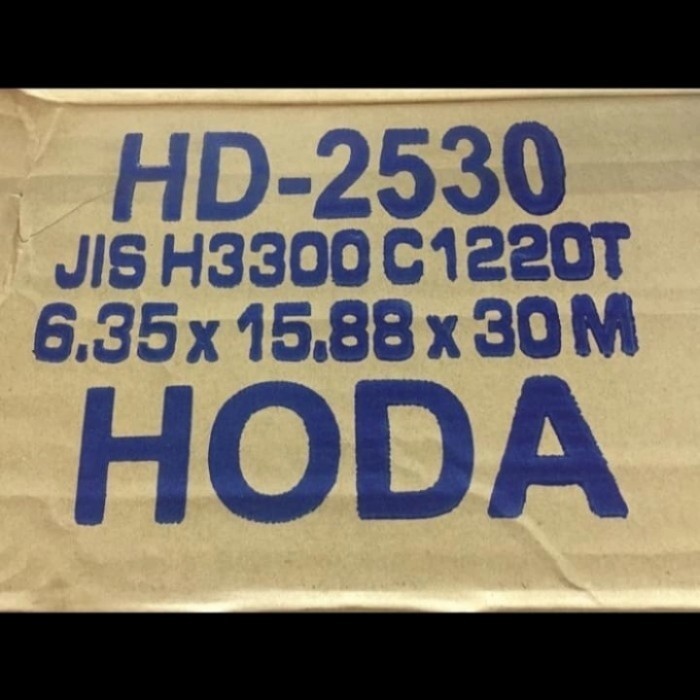 HD-2530
JIS H3300 C1220T
6.35 x 15.88 x 30 M
HODA